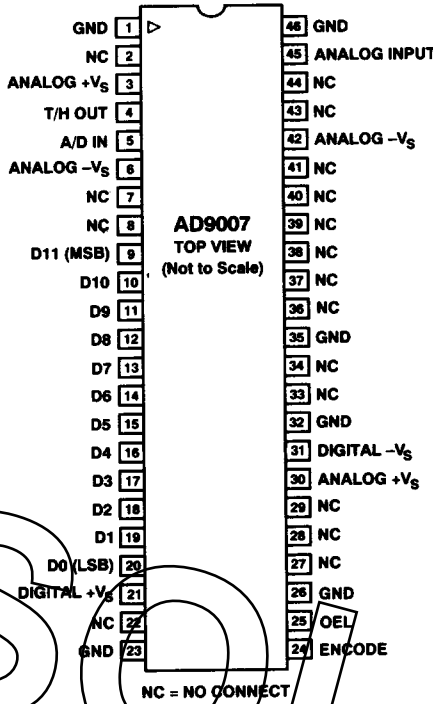 GND 1 46 GND
NC 2 45 ANALOG INPUT
ANALOG +VS 3 44 NC
T/H OUT 4 43 NC
A/D IN 5 42 ANALOG –VS
ANALOG –VS 6 41 NC
NC 7 40 NC
NC 8 39 NC
D11 (MSB) 9 38 NC
D10 10 37 NC
D9 11 36 NC
D8 12 35 GND
D7 13 34 NC
D6 14 33 NC
D5 15 32 GND
D4 16 31 DIGITAL –VS
D3 17 30 ANALOG +VS
D2 18 29 NC
D1 19 28 NC
D0 (LSB) 20 27 NC
DIGITAL +VS 21 26 GND
NC 22 25 OEL
GND 23 24 ENCODE
AD9007
TOP VIEW
(Not to Scale)
NC = NO CONNECT